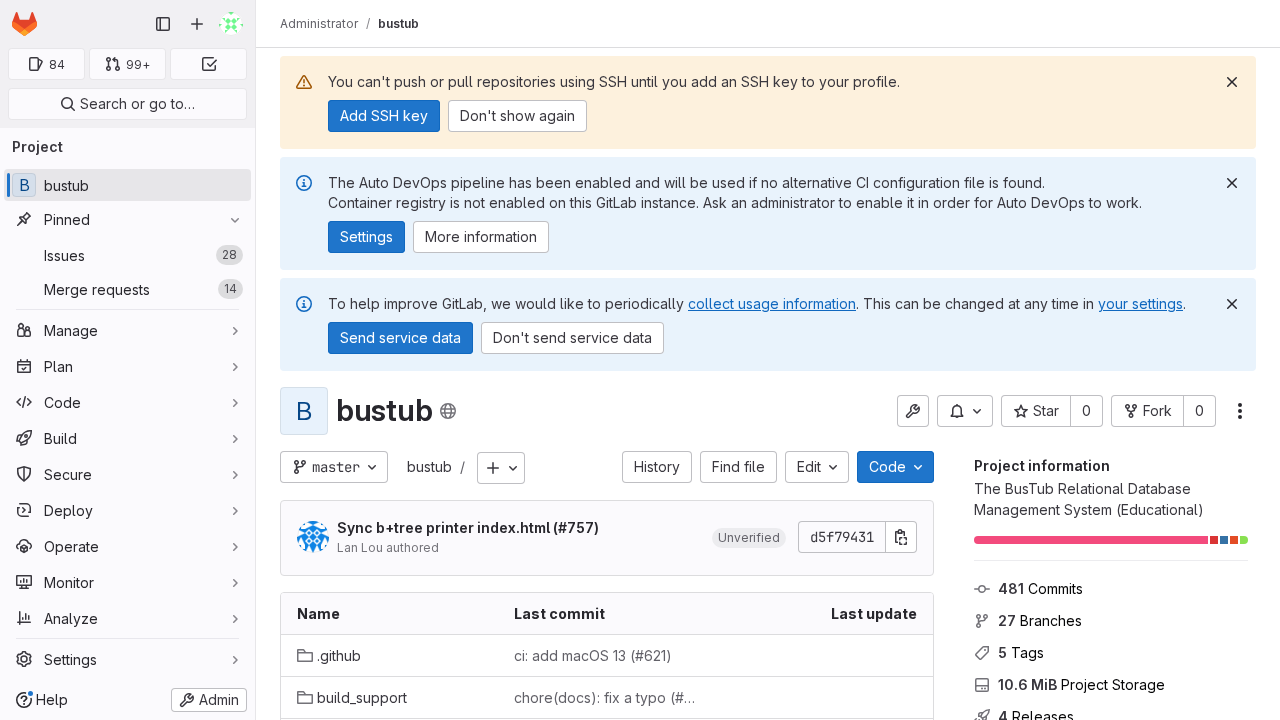 84
99+
Search or go to…
Project
B bustub
Pinned
Issues 28
Merge requests 14
Manage
Plan
Code
Build
Secure
Deploy
Operate
Monitor
Analyze
Settings
Help
Admin
Administrator / bustub
You can't push or pull repositories using SSH until you add an SSH key to your profile.
Add SSH key Don't show again
The Auto DevOps pipeline has been enabled and will be used if no alternative CI configuration file is found.
Container registry is not enabled on this GitLab instance. Ask an administrator to enable it in order for Auto DevOps to work.
Settings More information
To help improve GitLab, we would like to periodically collect usage information. This can be changed at any time in your settings.
Send service data Don't send service data
B bustub
Star 0 Fork 0
master bustub / History Find file Edit Code
Sync b+tree printer index.html (#757)
Lan Lou authored
Unverified d5f79431
Name Last commit Last update
.github ci: add macOS 13 (#621)
build_support chore(docs): fix a typo (#…
Project information
The BusTub Relational Database
Management System (Educational)
481 Commits
27 Branches
5 Tags
10.6 MiB Project Storage
4 Releases